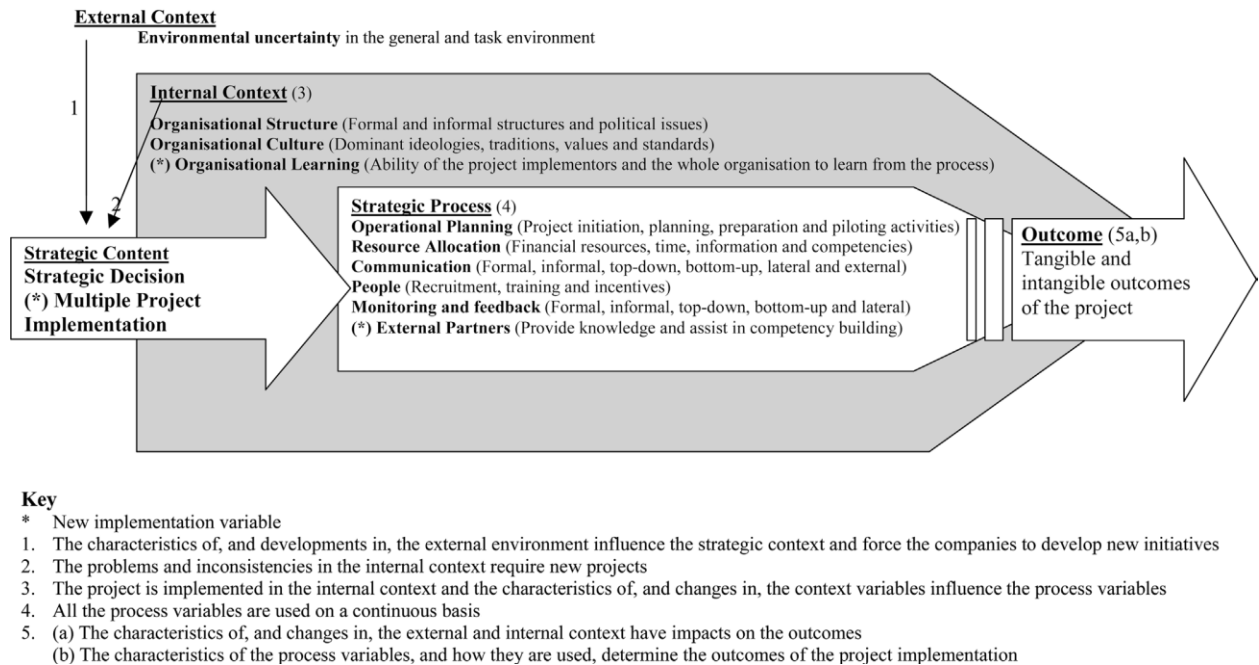 External Context
Environmental uncertainty in the general and task environment
1
Internal Context (3)
Organisational Structure (Formal and informal structures and political issues)
Organisational Culture (Dominant ideologies, traditions, values and standards)
(*) Organisational Learning (Ability of the project implementors and the whole organisation to learn from the process)
2
Strategic Content
Strategic Decision
(*) Multiple Project
Implementation
Strategic Process (4)
Operational Planning (Project initiation, planning, preparation and piloting activities)
Resource Allocation (Financial resources, time, information and competencies)
Communication (Formal, informal, top-down, bottom-up, lateral and external)
People (Recruitment, training and incentives)
Monitoring and feedback (Formal, informal, top-down, bottom-up and lateral)
(*) External Partners (Provide knowledge and assist in competency building)
Outcome (5a,b)
Tangible and
intangible outcomes
of the project
Key
* New implementation variable
1. The characteristics of, and developments in, the external environment influence the strategic context and force the companies to develop new initiatives
2. The problems and inconsistencies in the internal context require new projects
3. The project is implemented in the internal context and the characteristics of, and changes in, the context variables influence the process variables
4. All the process variables are used on a continuous basis
5. (a) The characteristics of, and changes in, the external and internal context have impacts on the outcomes
(b) The characteristics of the process variables, and how they are used, determine the outcomes of the project implementation